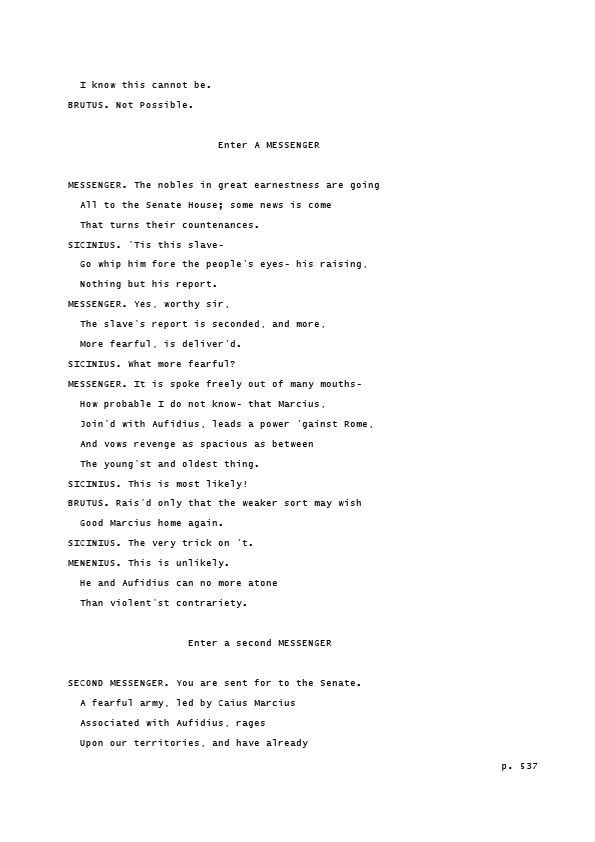 I know this cannot be.
BRUTUS. Not Possible.
Enter A MESSENGER
MESSENGER. The nobles in great earnestness are going
All to the Senate House; some news is come
That turns their countenances.
SICINIUS. 'Tis this slave-
Go whip him fore the people's eyes- his raising,
Nothing but his report.
MESSENGER. Yes, worthy sir,
The slave's report is seconded, and more,
More fearful, is deliver'd.
SICINIUS. What more fearful?
MESSENGER. It is spoke freely out of many mouths-
How probable I do not know- that Marcius,
Join'd with Aufidius, leads a power 'gainst Rome,
And vows revenge as spacious as between
The young'st and oldest thing.
SICINIUS. This is most likely!
BRUTUS. Rais'd only that the weaker sort may wish
Good Marcius home again.
SICINIUS. The very trick on 't.
MENENIUS. This is unlikely.
He and Aufidius can no more atone
Than violent'st contrariety.
Enter a second MESSENGER
SECOND MESSENGER. You are sent for to the Senate.
A fearful army, led by Caius Marcius
Associated with Aufidius, rages
Upon our territories, and have already
p. 537